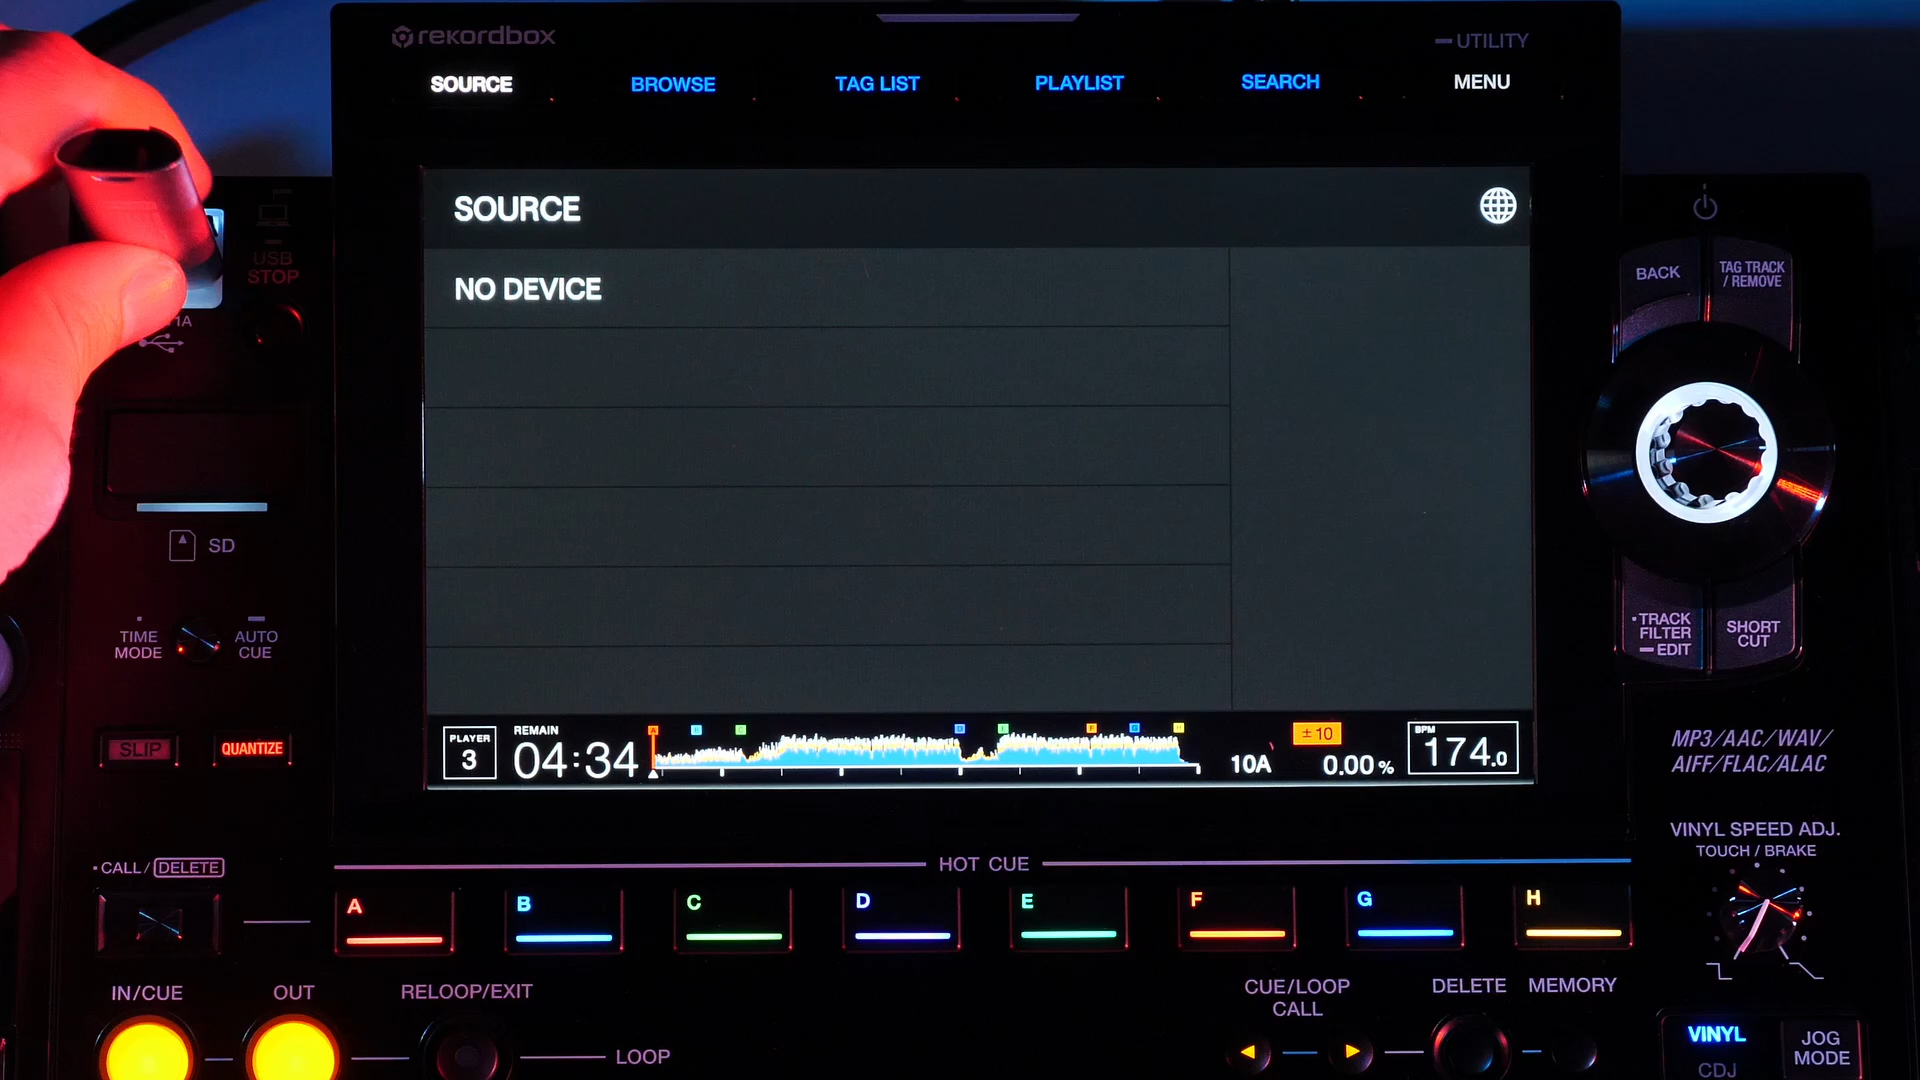 rekordbox
UTILITY
SOURCE
BROWSE
TAG LIST
PLAYLIST
SEARCH
MENU
SOURCE
NO DEVICE
USB
STOP
1A
SD
TIME
MODE
AUTO
CUE
SLIP
QUANTIZE
BACK
TAG TRACK
/ REMOVE
TRACK
FILTER
EDIT
SHORT
CUT
PLAYER
3
REMAIN
04:34
A
B
C
D
E
F
G
H
10A
±10
0.00%
BPM
174.0
MP3/AAC/WAV/
AIFF/FLAC/ALAC
VINYL SPEED ADJ.
TOUCH / BRAKE
CALL/DELETE
HOT CUE
A
B
C
D
E
F
G
H
IN/CUE
OUT
RELOOP/EXIT
LOOP
CUE/LOOP
CALL
DELETE
MEMORY
VINYL
CDJ
JOG
MODE